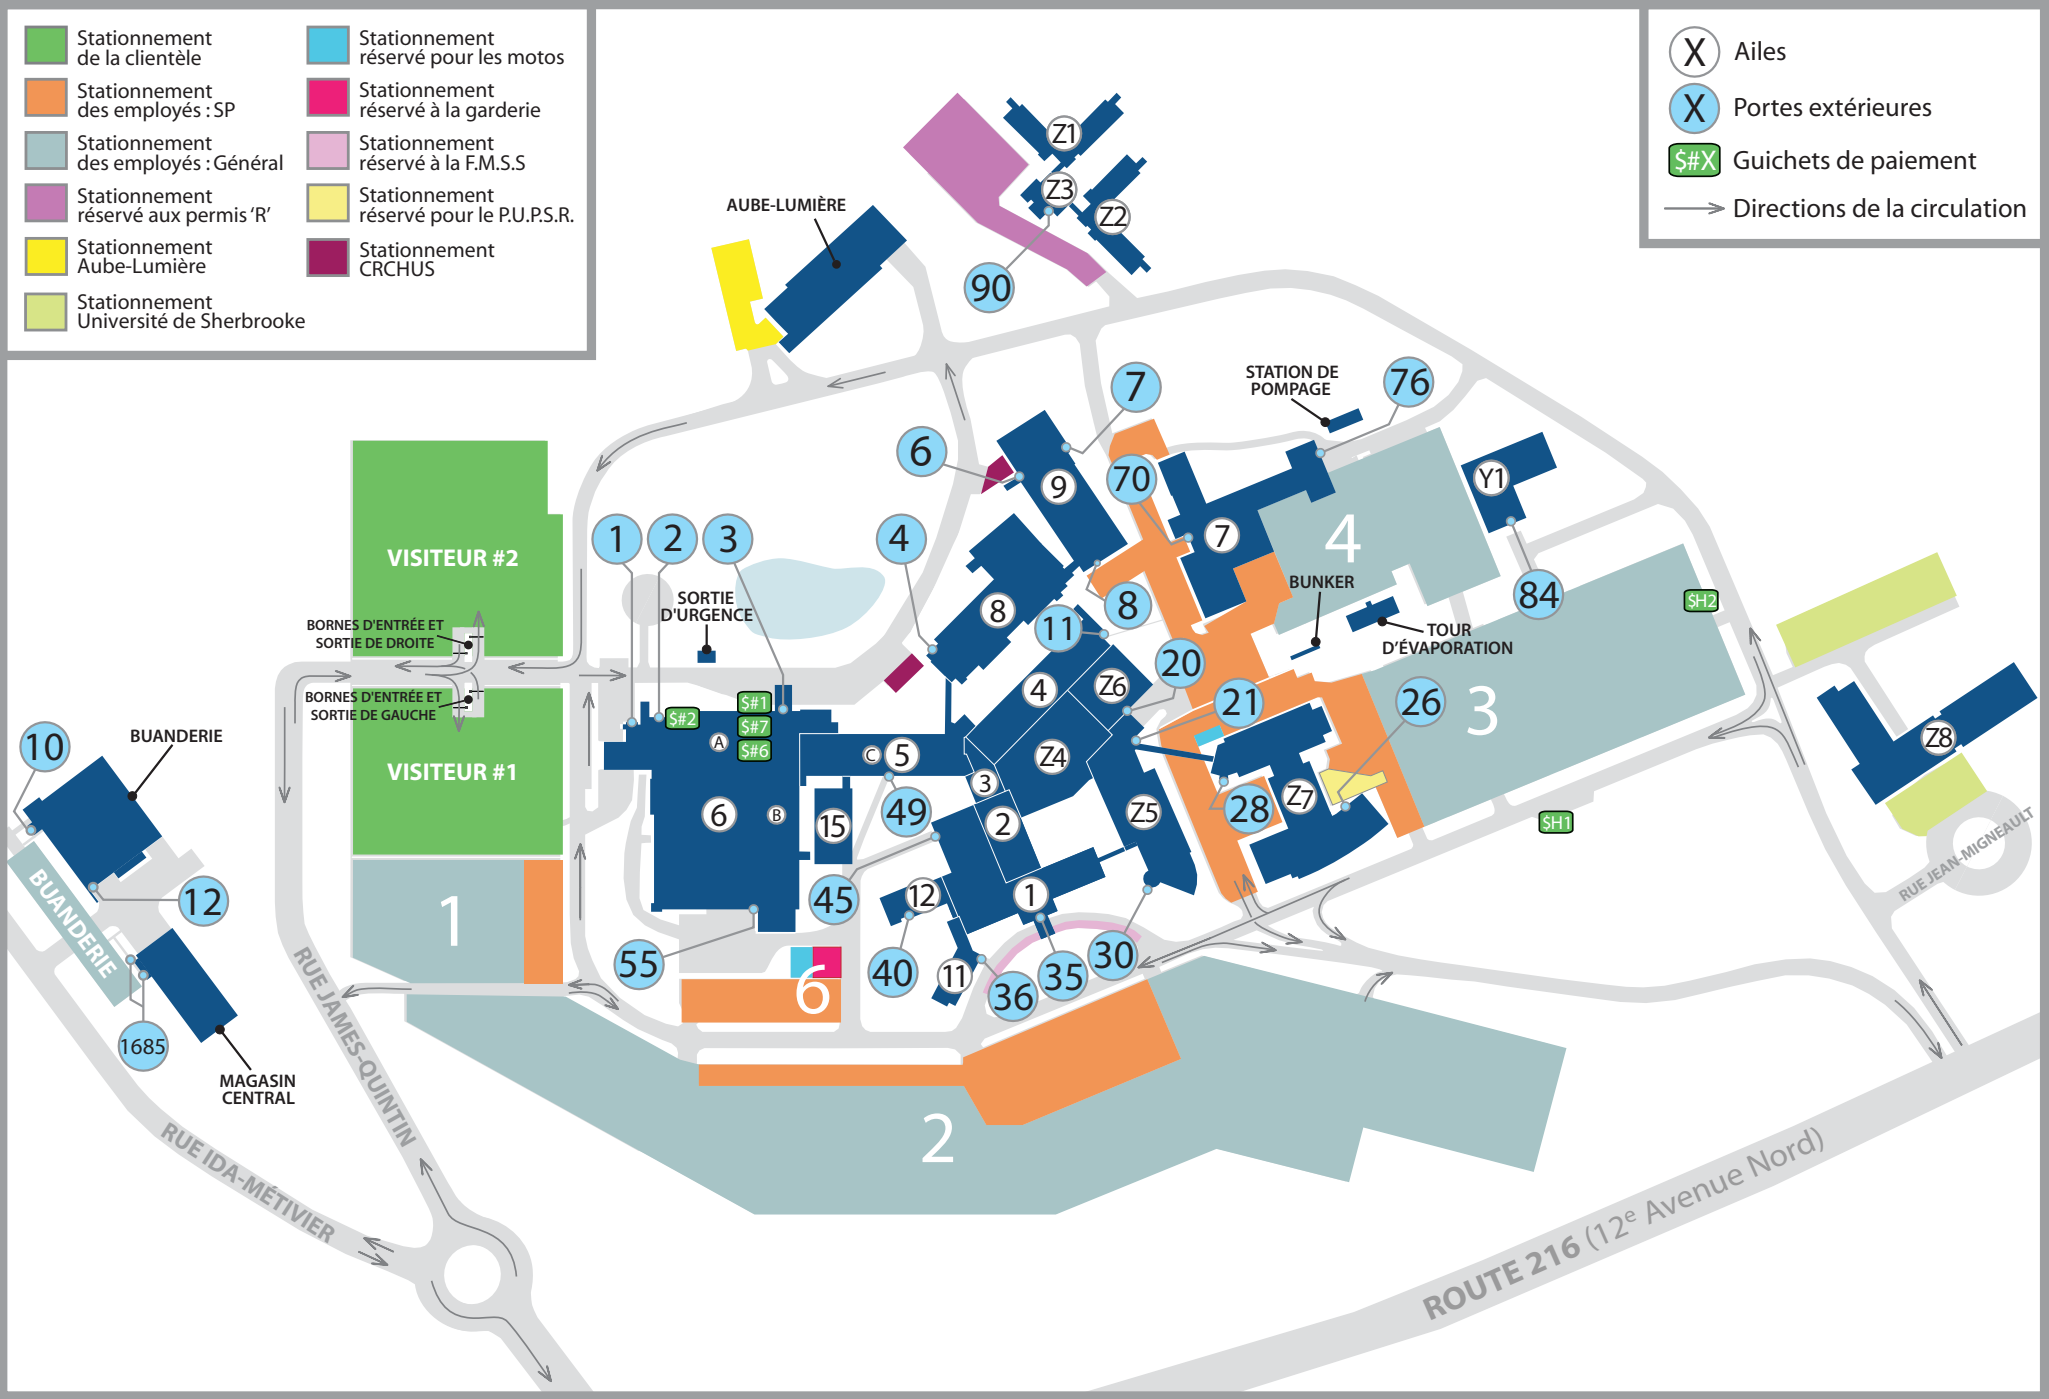 Stationnement
de la clientèle
Stationnement
des employés : SP
Stationnement
des employés : Général
Stationnement
réservé aux permis 'R'
Stationnement
Aube-Lumière
Stationnement
Université de Sherbrooke
Stationnement
réservé pour les motos
Stationnement
réservé à la garderie
Stationnement
réservé à la F.M.S.S
Stationnement
réservé pour le P.U.P.S.R.
Stationnement
CRCHUS
X Ailes
X Portes extérieures
$#X Guichets de paiement
Directions de la circulation
Z1
Z3
Z2
90
AUBE-LUMIÈRE
7
76
STATION DE
POMPAGE
6
9
70
Y1
4
7
1
2
3
4
VISITEUR #2
SORTIE
D'URGENCE
8
8
11
BUNKER
84
$H2
TOUR
D'ÉVAPORATION
BORNES D'ENTRÉE ET
SORTIE DE DROITE
BORNES D'ENTRÉE ET
SORTIE DE GAUCHE
20
4
Z6
21
26
3
$#1
$#2
$#7
$#6
A
C
5
Z4
Z8
10
BUANDERIE
VISITEUR #1
3
6
B
15
49
2
Z5
28
Z7
$H1
RUE JEAN-MIGNEAULT
12
BUANDERIE
1
45
12
1
55
6
40
11
36
35
30
1685
MAGASIN
CENTRAL
RUE JAMES-QUINTIN
2
RUE IDA-MÉTIVIER
ROUTE 216 (12e Avenue Nord)